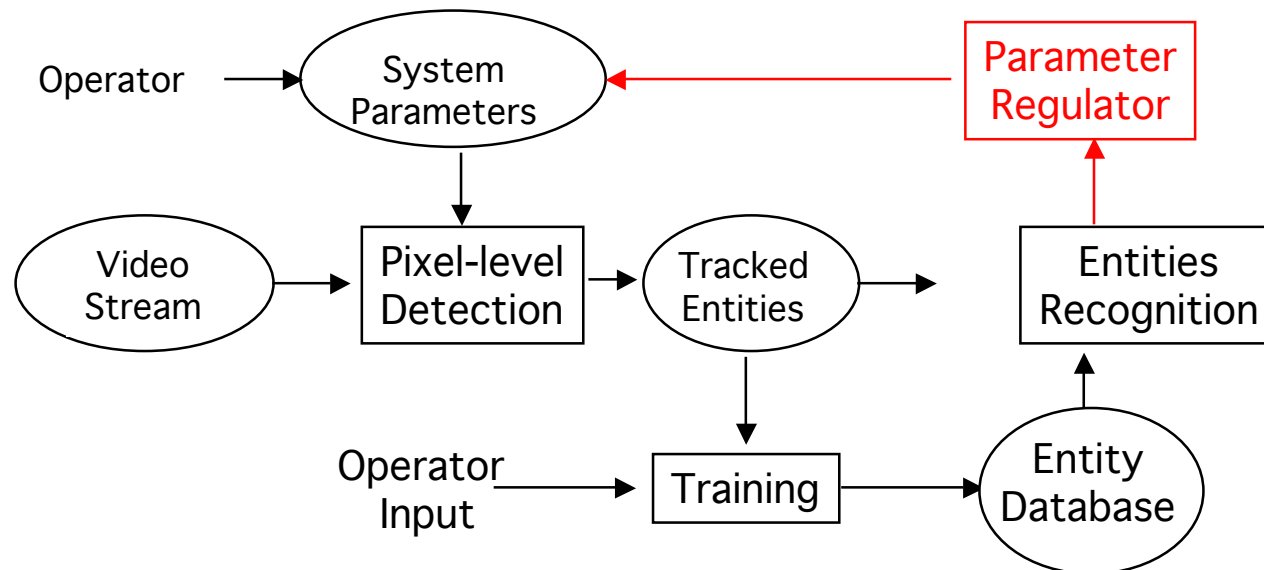 Operator
System
Parameters
Parameter
Regulator
Video
Stream
Pixel-level
Detection
Tracked
Entities
Entities
Recognition
Operator
Input
Training
Entity
Database